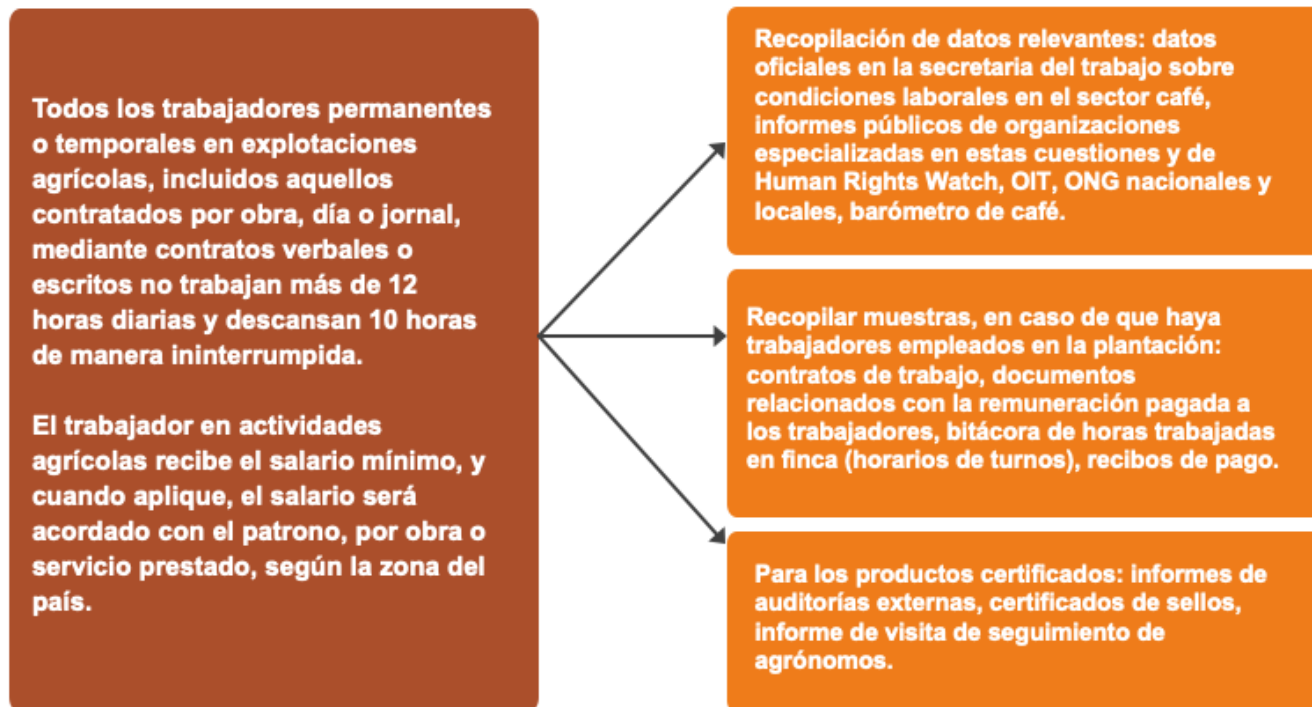 Todos los trabajadores permanentes
o temporales en explotaciones
agrícolas, incluidos aquellos
contratados por obra, día o jornal,
mediante contratos verbales o
escritos no trabajan más de 12
horas diarias y descansan 10 horas
de manera ininterrumpida.
El trabajador en actividades
agrícolas recibe el salario mínimo, y
cuando aplique, el salario será
acordado con el patrono, por obra o
servicio prestado, según la zona del
país.
Recopilación de datos relevantes: datos
oficiales en la secretaria del trabajo sobre
condiciones laborales en el sector café,
informes públicos de organizaciones
especializadas en estas cuestiones y de
Human Rights Watch, OIT, ONG nacionales y
locales, barómetro de café.
Recopilar muestras, en caso de que haya
trabajadores empleados en la plantación:
contratos de trabajo, documentos
relacionados con la remuneración pagada a
los trabajadores, bitácora de horas trabajadas
en finca (horarios de turnos), recibos de pago.
Para los productos certificados: informes de
auditorías externas, certificados de sellos,
informe de visita de seguimiento de
agrónomos.